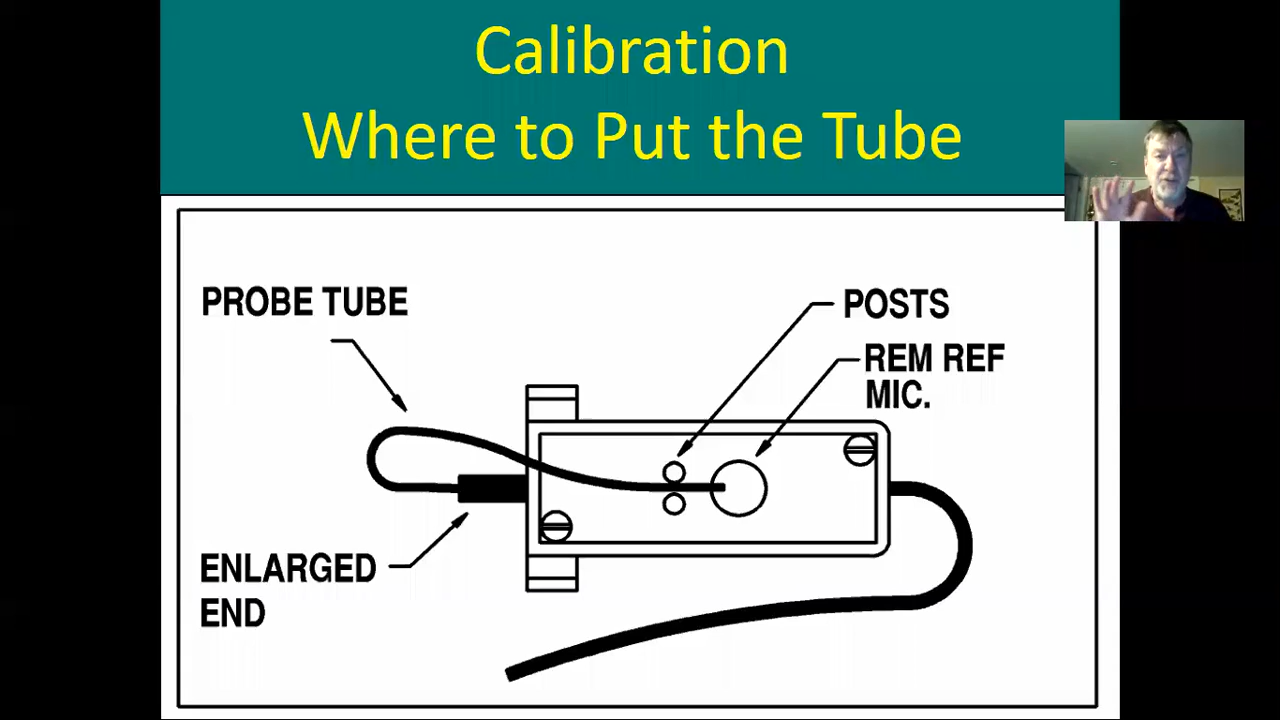 Calibration
Where to Put the Tube
PROBE TUBE
POSTS
REM REF
MIC.
ENLARGED
END